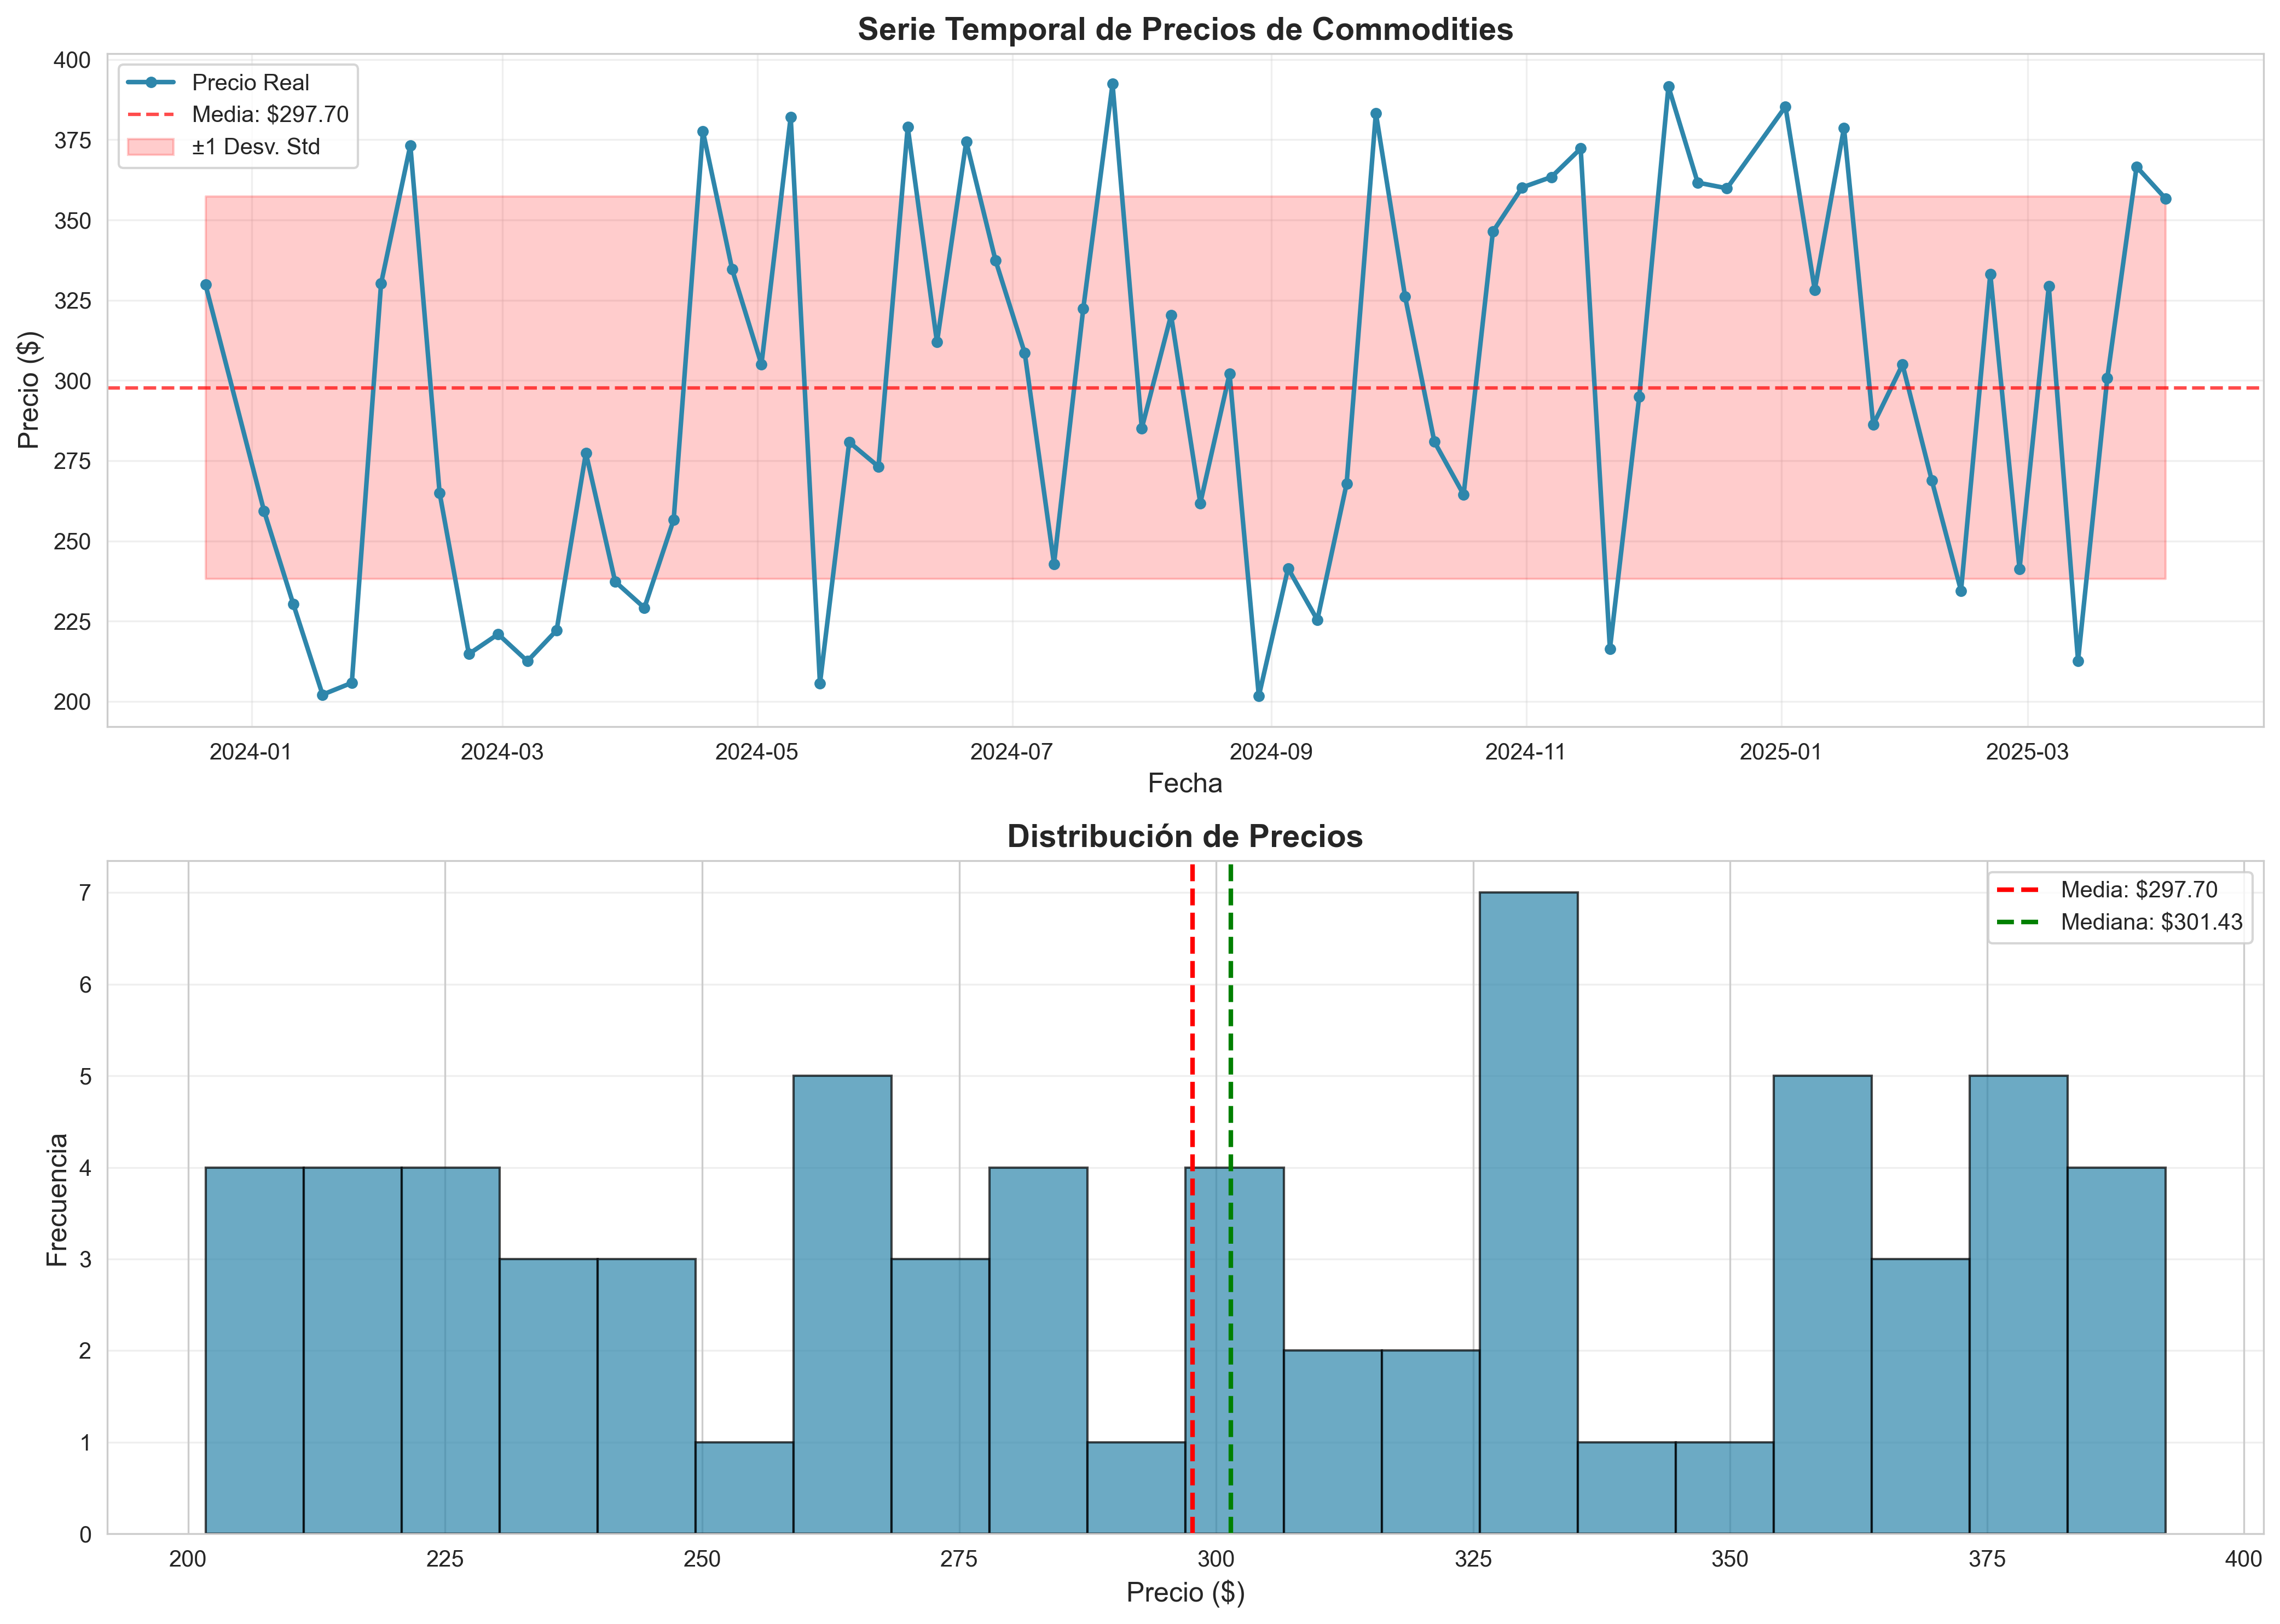 Serie Temporal de Precios de Commodities
Precio Real
Media: $297.70
±1 Desv. Std
400
375
350
325
300
275
250
225
200
Precio ($)
2024-01 2024-03 2024-05 2024-07 2024-09 2024-11 2025-01 2025-03
Fecha
Distribución de Precios
Media: $297.70
Mediana: $301.43
7
6
5
4
3
2
1
0
Frecuencia
200 225 250 275 300 325 350 375 400
Precio ($)